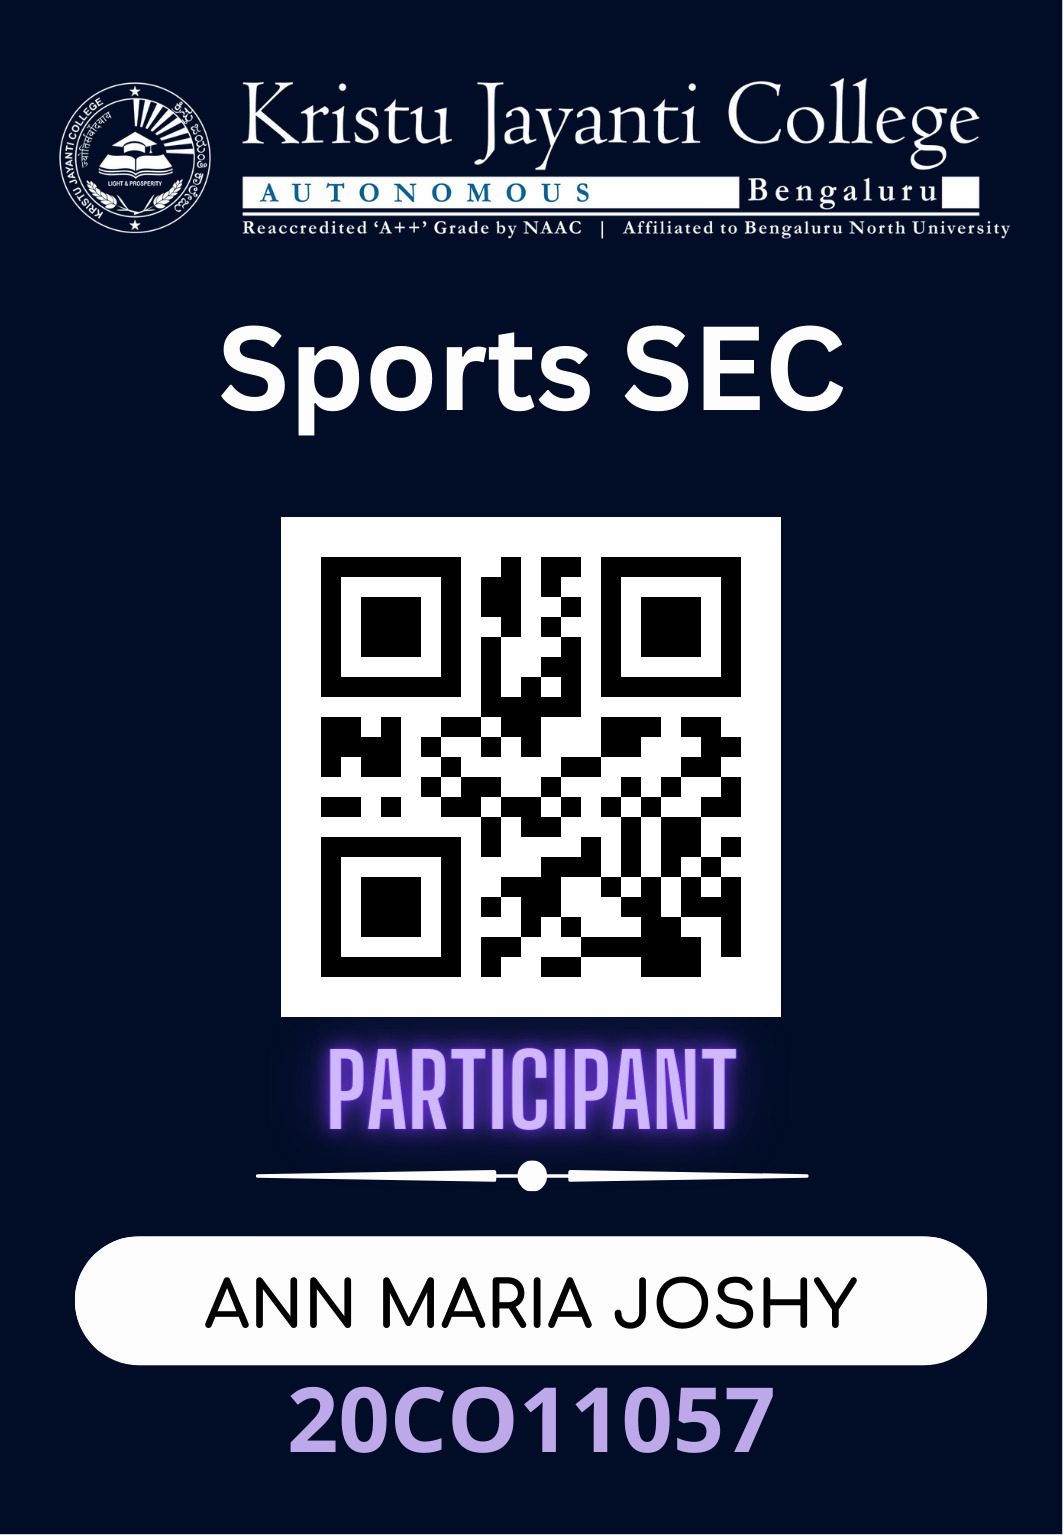 Kristu Jayanti College
AUTONOMOUS Bengaluru
Reaccredited ‘A++’ Grade by NAAC | Affiliated to Bengaluru North University
KRISTU JAYANTI COLLEGE
ಕ್ರಿಸ್ತು ಜಯಂತಿ ಕಾಲೇಜು
LIGHT & PROSPERITY
Sports SEC
PARTICIPANT
ANN MARIA JOSHY
20CO11057